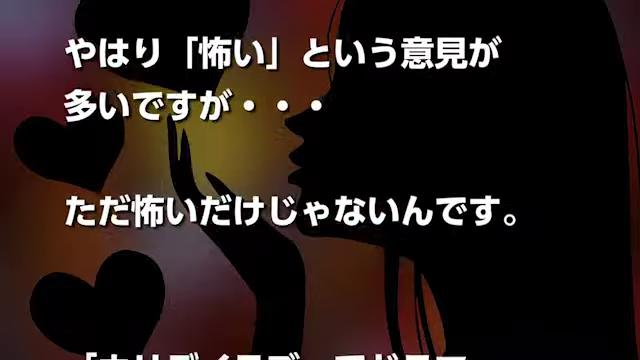 やはり「怖い」という意見が
多いですが・・・
ただ怖いだけじゃないんです。